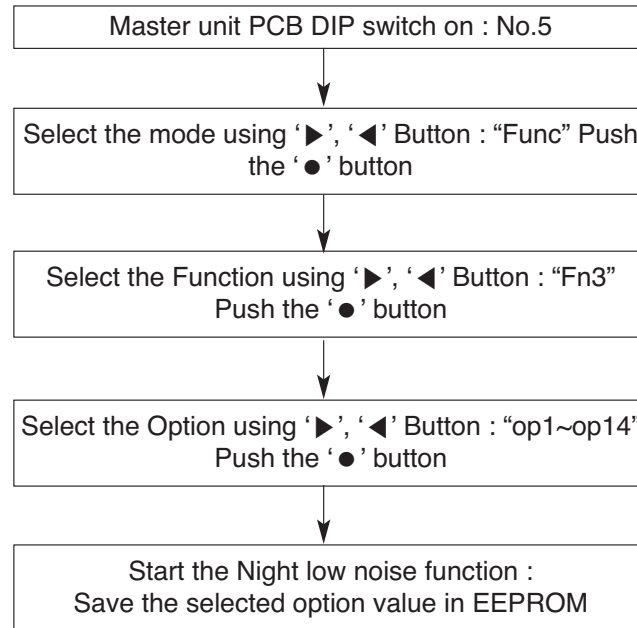 Master unit PCB DIP switch on : No.5
Select the mode using ‘▶’, ‘◀’ Button : “Func” Push
the ‘●’ button
Select the Function using ‘▶’, ‘◀’ Button : “Fn3”
Push the ‘●’ button
Select the Option using ‘▶’, ‘◀’ Button : “op1~op14”
Push the ‘●’ button
Start the Night low noise function :
Save the selected option value in EEPROM